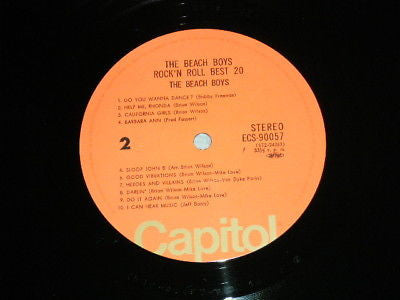 THE BEACH BOYS
ROCK'N ROLL BEST 20
THE BEACH BOYS
1. DO YOU WANNA DANCE? (Bobby Freeman)
2. HELP ME, RHONDA (Brian Wilson)
3. CALIFORNIA GIRLS (Brian Wilson)
4. BARBARA ANN (Fred Fassert)
2
STEREO
ECS-90057
33⅓ r. p. m.
SLOOP JOHN B (Arr. Brian Wilson)
6. GOOD VIBRATIONS (Brian Wilson-Mike Love)
7. HEROES AND VILLAINS (Brian Wilson-Van Dyke Parks)
8. DARLIN' (Brian Wilson-Mike Love)
9. DO IT AGAIN (Brian Wilson-Mike Love)
10. I CAN HEAR MUSIC (Jeff Barry)
Capitol